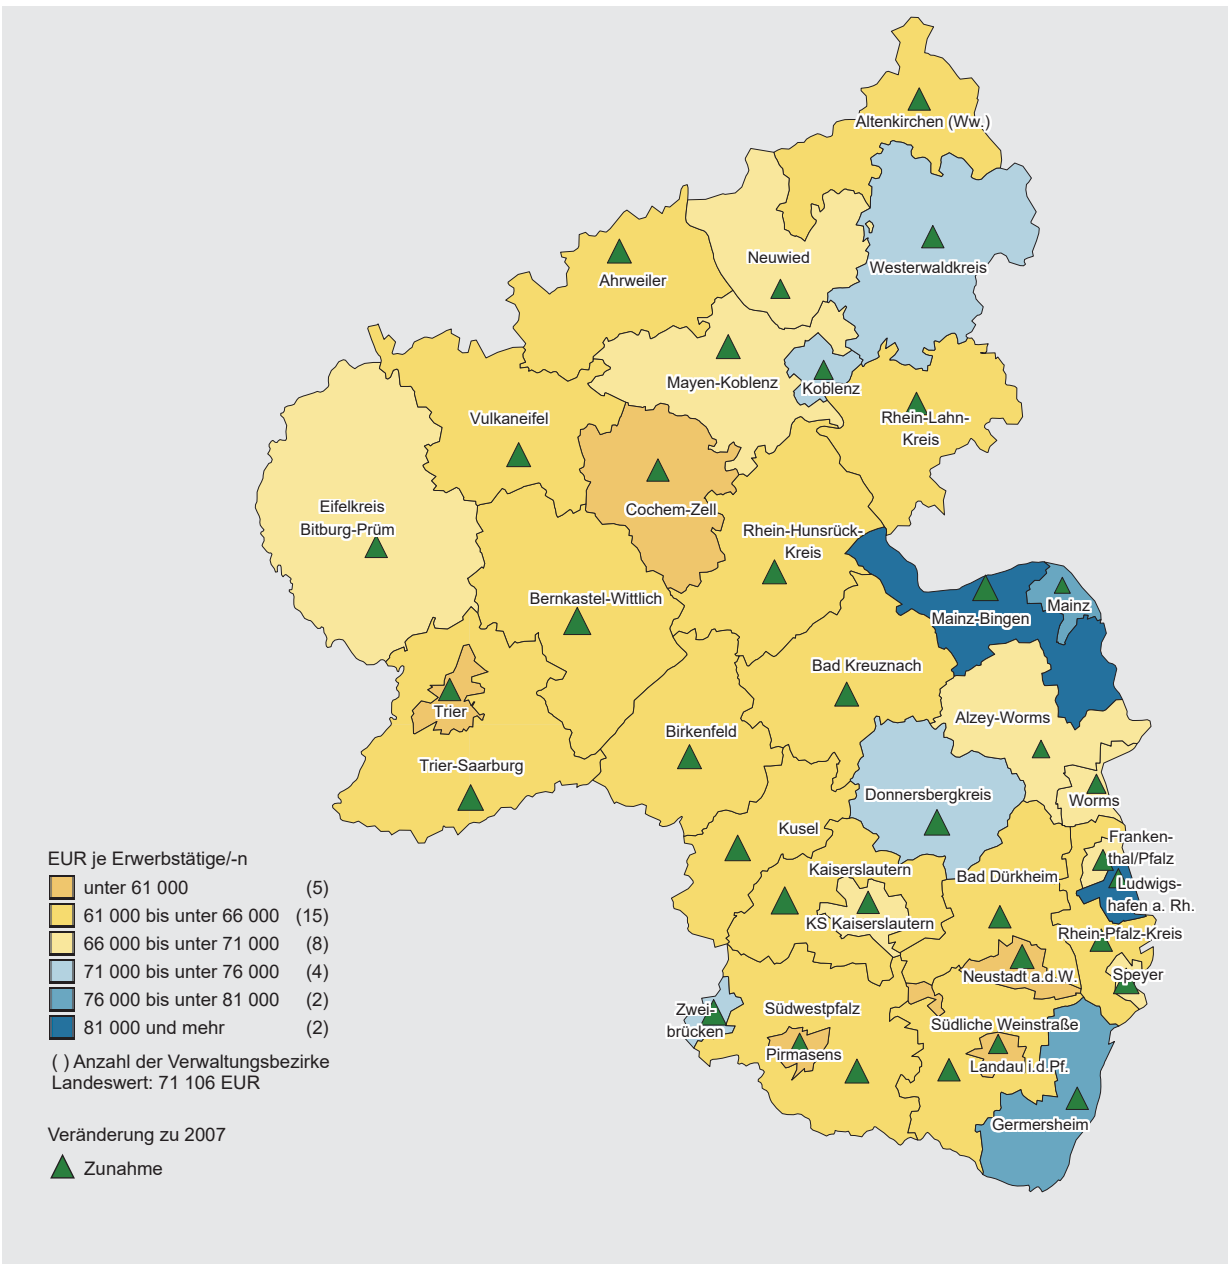 Altenkirchen (Ww.)
Neuwied
Westerwaldkreis
Ahrweiler
Mayen-Koblenz
Koblenz
Vulkaneifel
Rhein-Lahn-
Kreis
Eifelkreis
Bitburg-Prüm
Cochem-Zell
Rhein-Hunsrück-
Kreis
Bernkastel-Wittlich
Mainz-Bingen
Mainz
Bad Kreuznach
Trier
Alzey-Worms
Birkenfeld
Trier-Saarburg
Donnersbergkreis
Worms
Kusel
Franken-
thal/Pfalz
Kaiserslautern
Bad Dürkheim
Ludwigs-
hafen a. Rh.
KS Kaiserslautern
Rhein-Pfalz-Kreis
Neustadt a.d.W.
Speyer
Zwei-
brücken
Südwestpfalz
Südliche Weinstraße
Pirmasens
Landau i.d.Pf.
Germersheim
EUR je Erwerbstätige/-n
unter 61 000 (5)
61 000 bis unter 66 000 (15)
66 000 bis unter 71 000 (8)
71 000 bis unter 76 000 (4)
76 000 bis unter 81 000 (2)
81 000 und mehr (2)
( ) Anzahl der Verwaltungsbezirke
Landeswert: 71 106 EUR
Veränderung zu 2007
Zunahme